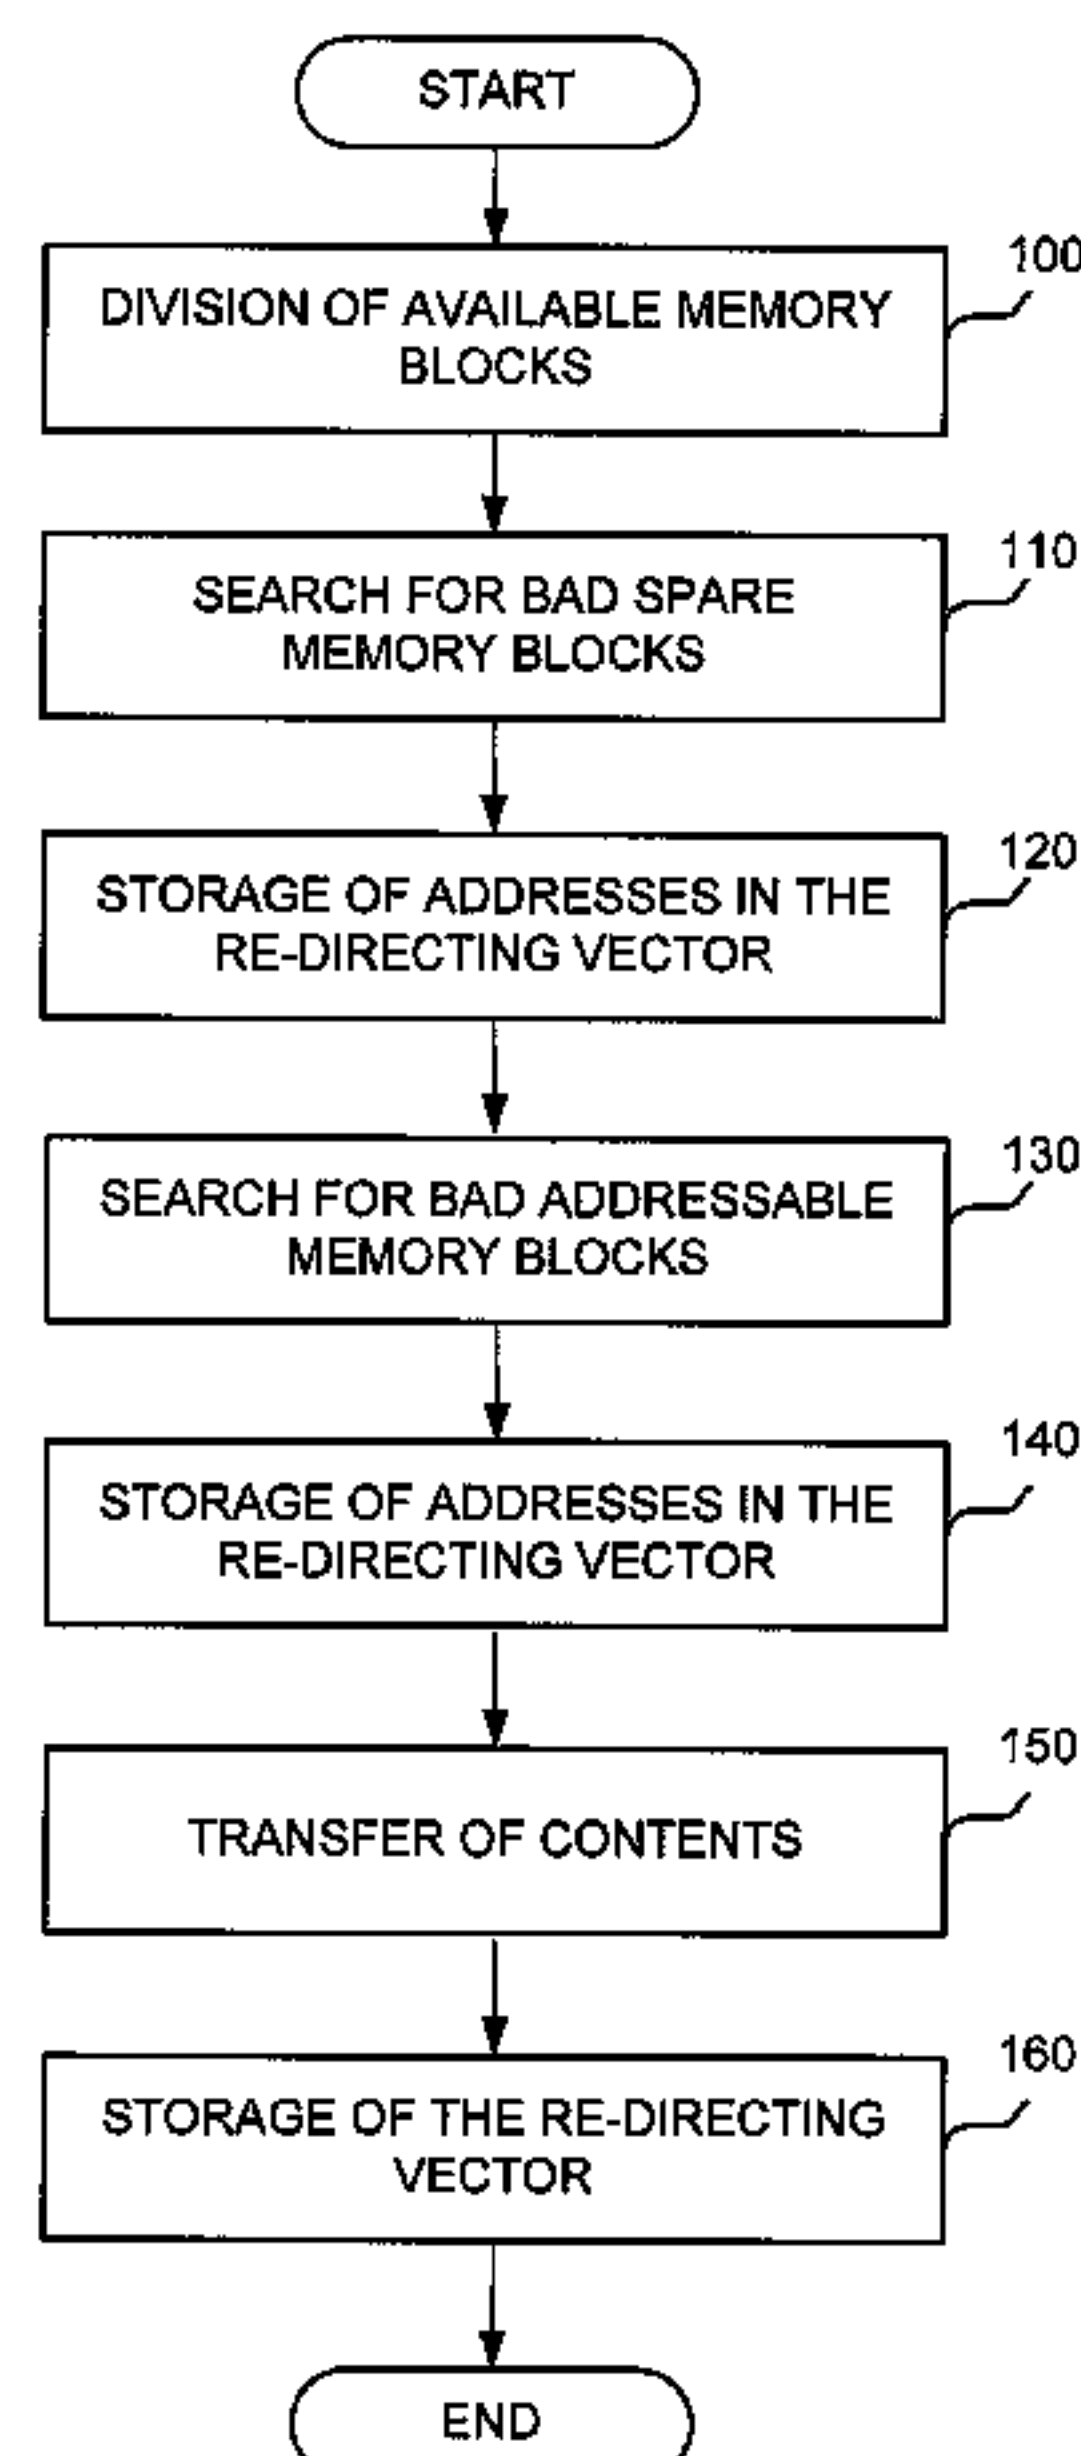 START
100
DIVISION OF AVAILABLE MEMORY
BLOCKS
110
SEARCH FOR BAD SPARE
MEMORY BLOCKS
120
STORAGE OF ADDRESSES IN THE
RE-DIRECTING VECTOR
130
SEARCH FOR BAD ADDRESSABLE
MEMORY BLOCKS
140
STORAGE OF ADDRESSES IN THE
RE-DIRECTING VECTOR
150
TRANSFER OF CONTENTS
160
STORAGE OF THE RE-DIRECTING
VECTOR
END